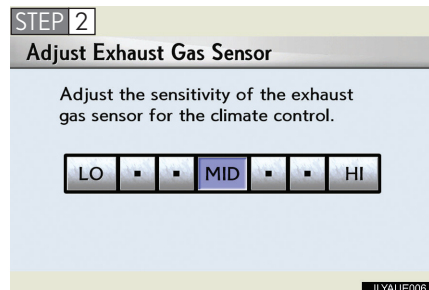 STEP 2
Adjust Exhaust Gas Sensor
Adjust the sensitivity of the exhaust
gas sensor for the climate control.
LO ▪ ▪ MID ▪ ▪ HI